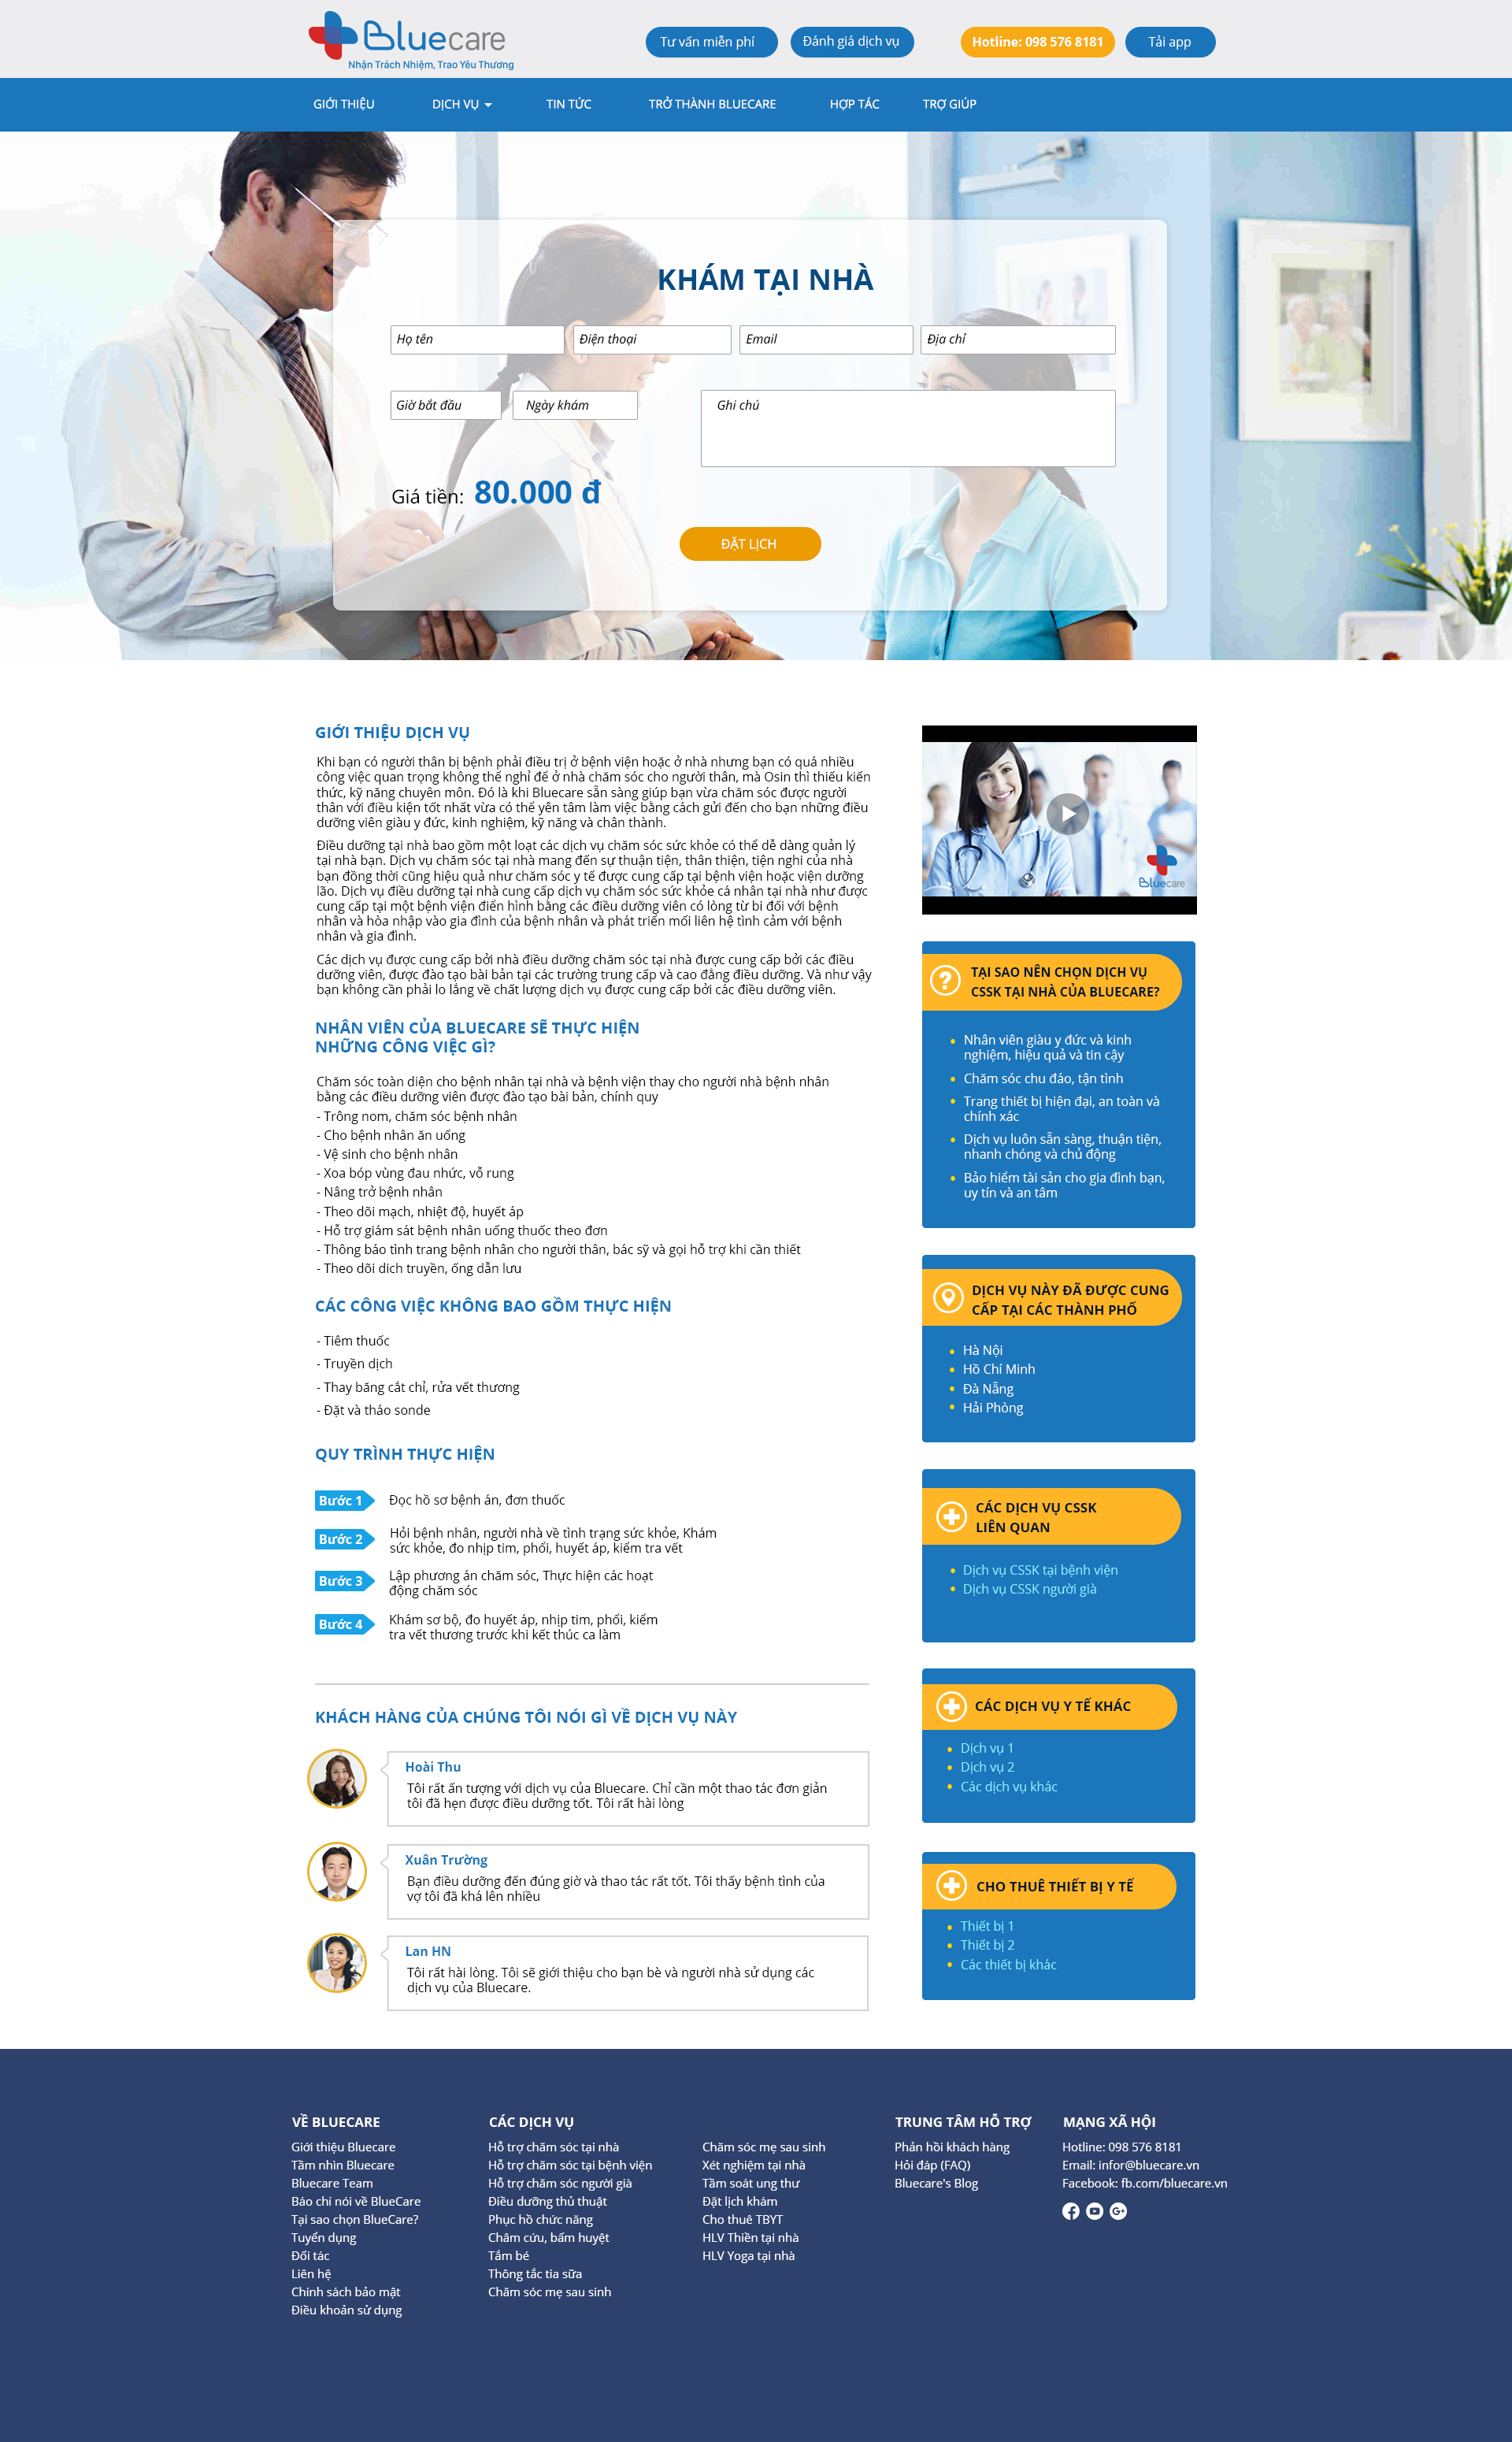 Bluecare
Nhận Trách Nhiệm, Trao Yêu Thương
Tư vấn miễn phí
Đánh giá dịch vụ
Hotline: 098 576 8181
Tải app
GIỚI THIỆU
DỊCH VỤ
TIN TỨC
TRỞ THÀNH BLUECARE
HỢP TÁC
TRỢ GIÚP
KHÁM TẠI NHÀ
Họ tên
Điện thoại
Email
Địa chỉ
Giờ bắt đầu
Ngày khám
Ghi chú
Giá tiền: 80.000 đ
ĐẶT LỊCH
GIỚI THIỆU DỊCH VỤ
Khi bạn có người thân bị bệnh phải điều trị ở bệnh viện hoặc ở nhà nhưng bạn có quá nhiều
công việc quan trọng không thể nghỉ để ở nhà chăm sóc cho người thân, mà Osin thì thiếu kiến
thức, kỹ năng chuyên môn. Đó là khi Bluecare sẵn sàng giúp bạn vừa chăm sóc được người
thân với điều kiện tốt nhất vừa có thể yên tâm làm việc bằng cách gửi đến cho bạn những điều
dưỡng viên giàu y đức, kinh nghiệm, kỹ năng và chân thành.
Điều dưỡng tại nhà bao gồm một loạt các dịch vụ chăm sóc sức khỏe có thể dễ dàng quản lý
tại nhà bạn. Dịch vụ chăm sóc tại nhà mang đến sự thuận tiện, thân thiện, tiện nghi của nhà
bạn đồng thời cũng hiệu quả như chăm sóc y tế được cung cấp tại bệnh viện hoặc viện dưỡng
lão. Dịch vụ điều dưỡng tại nhà cung cấp dịch vụ chăm sóc sức khỏe cá nhân tại nhà như được
cung cấp tại một bệnh viện điển hình bằng các điều dưỡng viên có lòng từ bi đối với bệnh
nhân và hòa nhập vào gia đình của bệnh nhân và phát triển mối liên hệ tình cảm với bệnh
nhân và gia đình.
Các dịch vụ được cung cấp bởi nhà điều dưỡng chăm sóc tại nhà được cung cấp bởi các điều
dưỡng viên, được đào tạo bài bản tại các trường trung cấp và cao đẳng điều dưỡng. Và như vậy
bạn không cần phải lo lắng về chất lượng dịch vụ được cung cấp bởi các điều dưỡng viên.
NHÂN VIÊN CỦA BLUECARE SẼ THỰC HIỆN
NHỮNG CÔNG VIỆC GÌ?
Chăm sóc toàn diện cho bệnh nhân tại nhà và bệnh viện thay cho người nhà bệnh nhân
bằng các điều dưỡng viên được đào tạo bài bản, chính quy
- Trông nom, chăm sóc bệnh nhân
- Cho bệnh nhân ăn uống
- Vệ sinh cho bệnh nhân
- Xoa bóp vùng đau nhức, vỗ rung
- Nâng trở bệnh nhân
- Theo dõi mạch, nhiệt độ, huyết áp
- Hỗ trợ giám sát bệnh nhân uống thuốc theo đơn
- Thông báo tình trang bệnh nhân cho người thân, bác sỹ và gọi hỗ trợ khi cần thiết
- Theo dõi dich truyền, ống dẫn lưu
CÁC CÔNG VIỆC KHÔNG BAO GỒM THỰC HIỆN
- Tiêm thuốc
- Truyền dịch
- Thay băng cắt chỉ, rửa vết thương
- Đặt và tháo sonde
QUY TRÌNH THỰC HIỆN
Bước 1
Đọc hồ sơ bệnh án, đơn thuốc
Bước 2
Hỏi bệnh nhân, người nhà về tình trạng sức khỏe, Khám
sức khỏe, đo nhịp tim, phổi, huyết áp, kiểm tra vết
Bước 3
Lập phương án chăm sóc, Thực hiện các hoạt
động chăm sóc
Bước 4
Khám sơ bộ, đo huyết áp, nhịp tim, phổi, kiểm
tra vết thương trước khi kết thúc ca làm
KHÁCH HÀNG CỦA CHÚNG TÔI NÓI GÌ VỀ DỊCH VỤ NÀY
Hoài Thu
Tôi rất ấn tượng với dịch vụ của Bluecare. Chỉ cần một thao tác đơn giản
tôi đã hẹn được điều dưỡng tốt. Tôi rất hài lòng
Xuân Trường
Bạn điều dưỡng đến đúng giờ và thao tác rất tốt. Tôi thấy bệnh tình của
vợ tôi đã khá lên nhiều
Lan HN
Tôi rất hài lòng. Tôi sẽ giới thiệu cho bạn bè và người nhà sử dụng các
dịch vụ của Bluecare.
Bluecare
TẠI SAO NÊN CHỌN DỊCH VỤ
CSSK TẠI NHÀ CỦA BLUECARE?
Nhân viên giàu y đức và kinh
nghiệm, hiệu quả và tin cậy
Chăm sóc chu đáo, tận tình
Trang thiết bị hiện đại, an toàn và
chính xác
Dịch vụ luôn sẵn sàng, thuận tiện,
nhanh chóng và chủ động
Bảo hiểm tài sản cho gia đình bạn,
uy tín và an tâm
DỊCH VỤ NÀY ĐÃ ĐƯỢC CUNG
CẤP TẠI CÁC THÀNH PHỐ
Hà Nội
Hồ Chí Minh
Đà Nẵng
Hải Phòng
CÁC DỊCH VỤ CSSK
LIÊN QUAN
Dịch vụ CSSK tại bệnh viện
Dịch vụ CSSK người già
CÁC DỊCH VỤ Y TẾ KHÁC
Dịch vụ 1
Dịch vụ 2
Các dịch vụ khác
CHO THUÊ THIẾT BỊ Y TẾ
Thiết bị 1
Thiết bị 2
Các thiết bị khác
VỀ BLUECARE
Giới thiệu Bluecare
Tầm nhìn Bluecare
Bluecare Team
Báo chí nói về BlueCare
Tại sao chọn BlueCare?
Tuyển dụng
Đối tác
Liên hệ
Chính sách bảo mật
Điều khoản sử dụng
CÁC DỊCH VỤ
Hỗ trợ chăm sóc tại nhà
Hỗ trợ chăm sóc tại bệnh viện
Hỗ trợ chăm sóc người già
Điều dưỡng thủ thuật
Phục hồ chức năng
Châm cứu, bấm huyệt
Tắm bé
Thông tắc tia sữa
Chăm sóc mẹ sau sinh
Chăm sóc mẹ sau sinh
Xét nghiệm tại nhà
Tầm soát ung thư
Đặt lịch khám
Cho thuê TBYT
HLV Thiền tại nhà
HLV Yoga tại nhà
TRUNG TÂM HỖ TRỢ
Phản hồi khách hàng
Hỏi đáp (FAQ)
Bluecare's Blog
MẠNG XÃ HỘI
Hotline: 098 576 8181
Email: infor@bluecare.vn
Facebook: fb.com/bluecare.vn